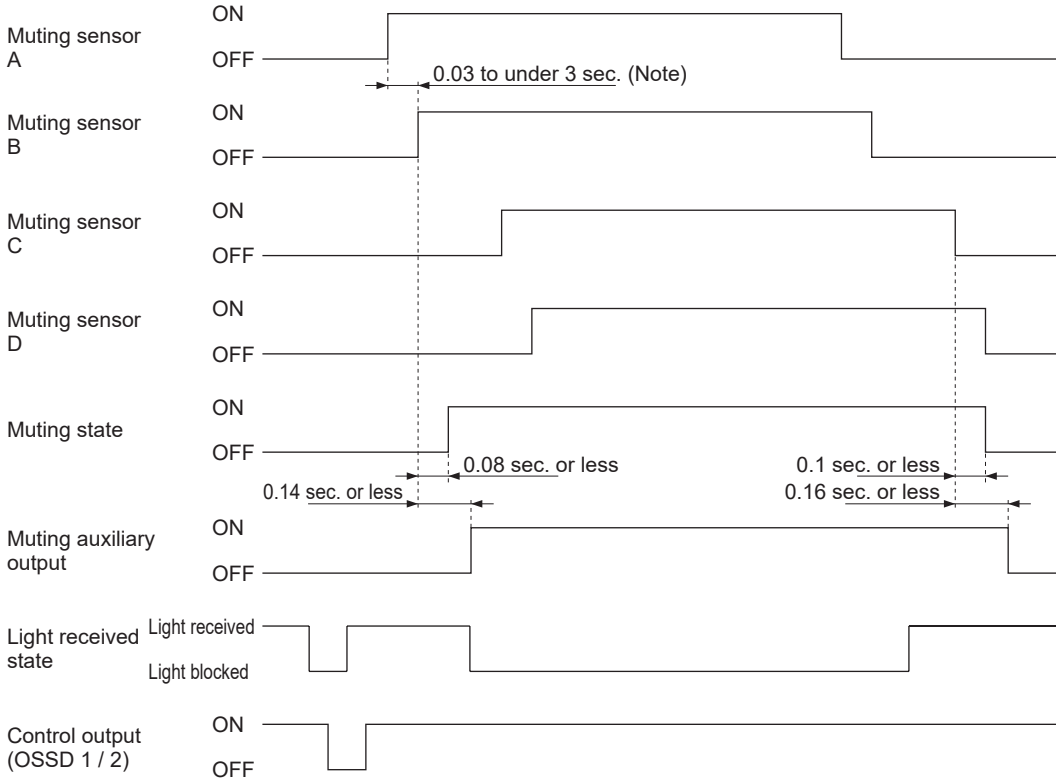 ON
Muting sensor
A
OFF
0.03 to under 3 sec. (Note)
ON
Muting sensor
B
OFF
ON
Muting sensor
C
OFF
ON
Muting sensor
D
OFF
ON
Muting state
OFF
0.08 sec. or less
0.1 sec. or less
0.14 sec. or less
0.16 sec. or less
ON
Muting auxiliary
output
OFF
Light received
state
Light received
Light blocked
ON
Control output
(OSSD 1 / 2)
OFF